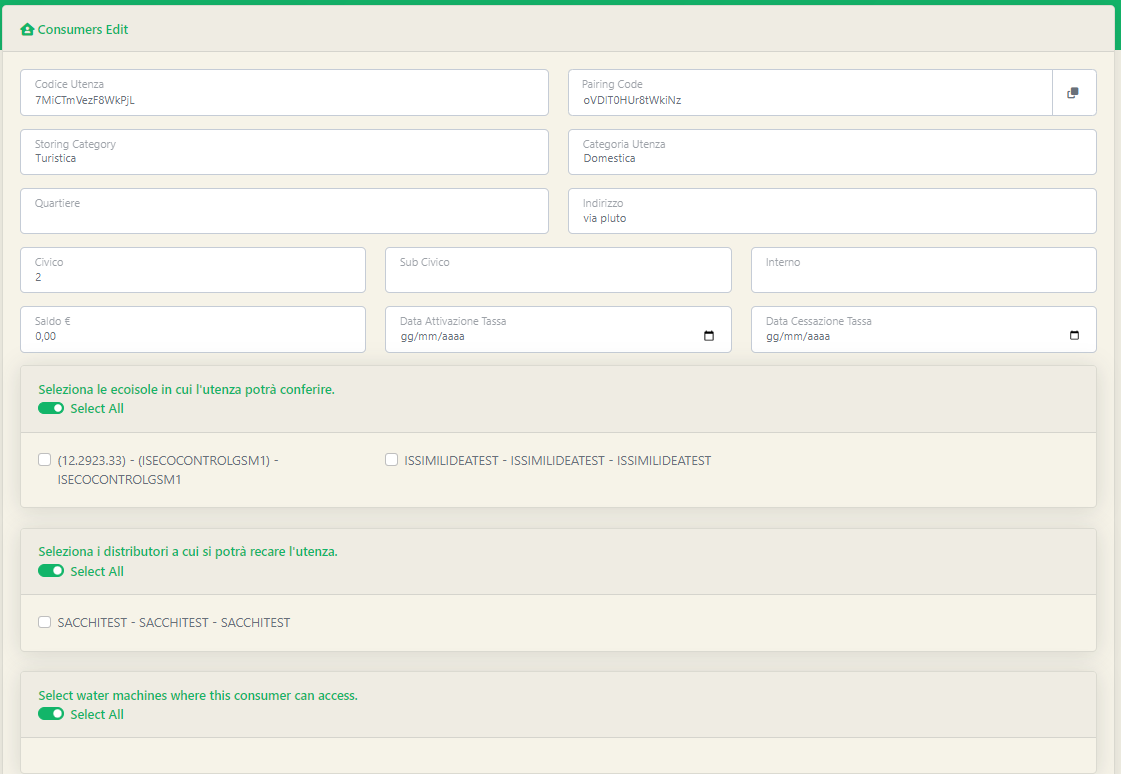 Consumers Edit
Codice Utenza
7MiCTmVezF8WkPjL
Pairing Code
oVDIT0HUr8tWkiNz
Storing Category
Turistica
Categoria Utenza
Domestica
Quartiere
Indirizzo
via pluto
Civico
2
Sub Civico
Interno
Saldo €
0,00
Data Attivazione Tassa
gg/mm/aaaa
Data Cessazione Tassa
gg/mm/aaaa
Seleziona le ecoisole in cui l'utenza potrà conferire.
Select All
(12.2923.33) - (ISECOCONTROLGSM1) -
ISECOCONTROLGSM1
ISSIMILIDEATEST - ISSIMILIDEATEST - ISSIMILIDEATEST
Seleziona i distributori a cui si potrà recare l'utenza.
Select All
SACCHITEST - SACCHITEST - SACCHITEST
Select water machines where this consumer can access.
Select All